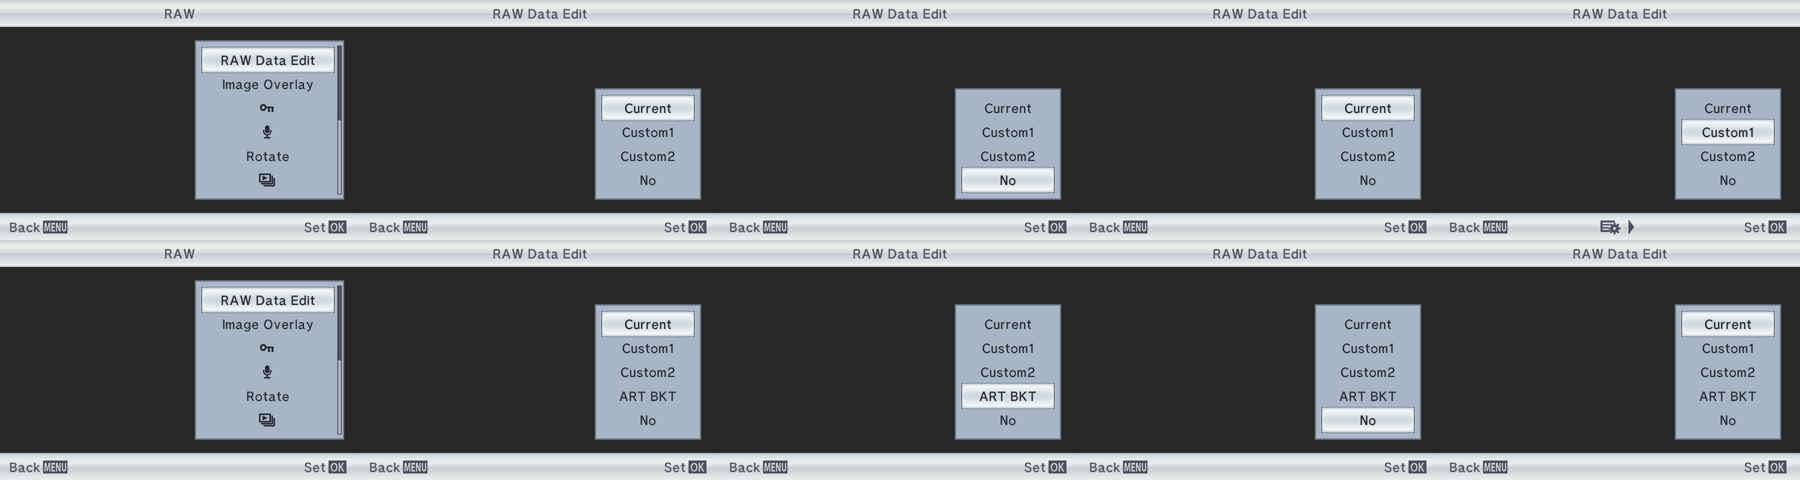 RAW RAW Data Edit RAW Data Edit RAW Data Edit RAW Data Edit
RAW Data Edit
Image Overlay
Rotate
Current
Custom1
Custom2
No
Current
Custom1
Custom2
No
Current
Custom1
Custom2
No
Current
Custom1
Custom2
No
Back MENU Set OK Back MENU Set OK Back MENU Set OK Back MENU Set OK Back MENU Set OK
RAW RAW Data Edit RAW Data Edit RAW Data Edit RAW Data Edit
RAW Data Edit
Image Overlay
Rotate
Current
Custom1
Custom2
ART BKT
No
Current
Custom1
Custom2
ART BKT
No
Current
Custom1
Custom2
ART BKT
No
Current
Custom1
Custom2
ART BKT
No
Back MENU Set OK Back MENU Set OK Back MENU Set OK Back MENU Set OK Back MENU Set OK